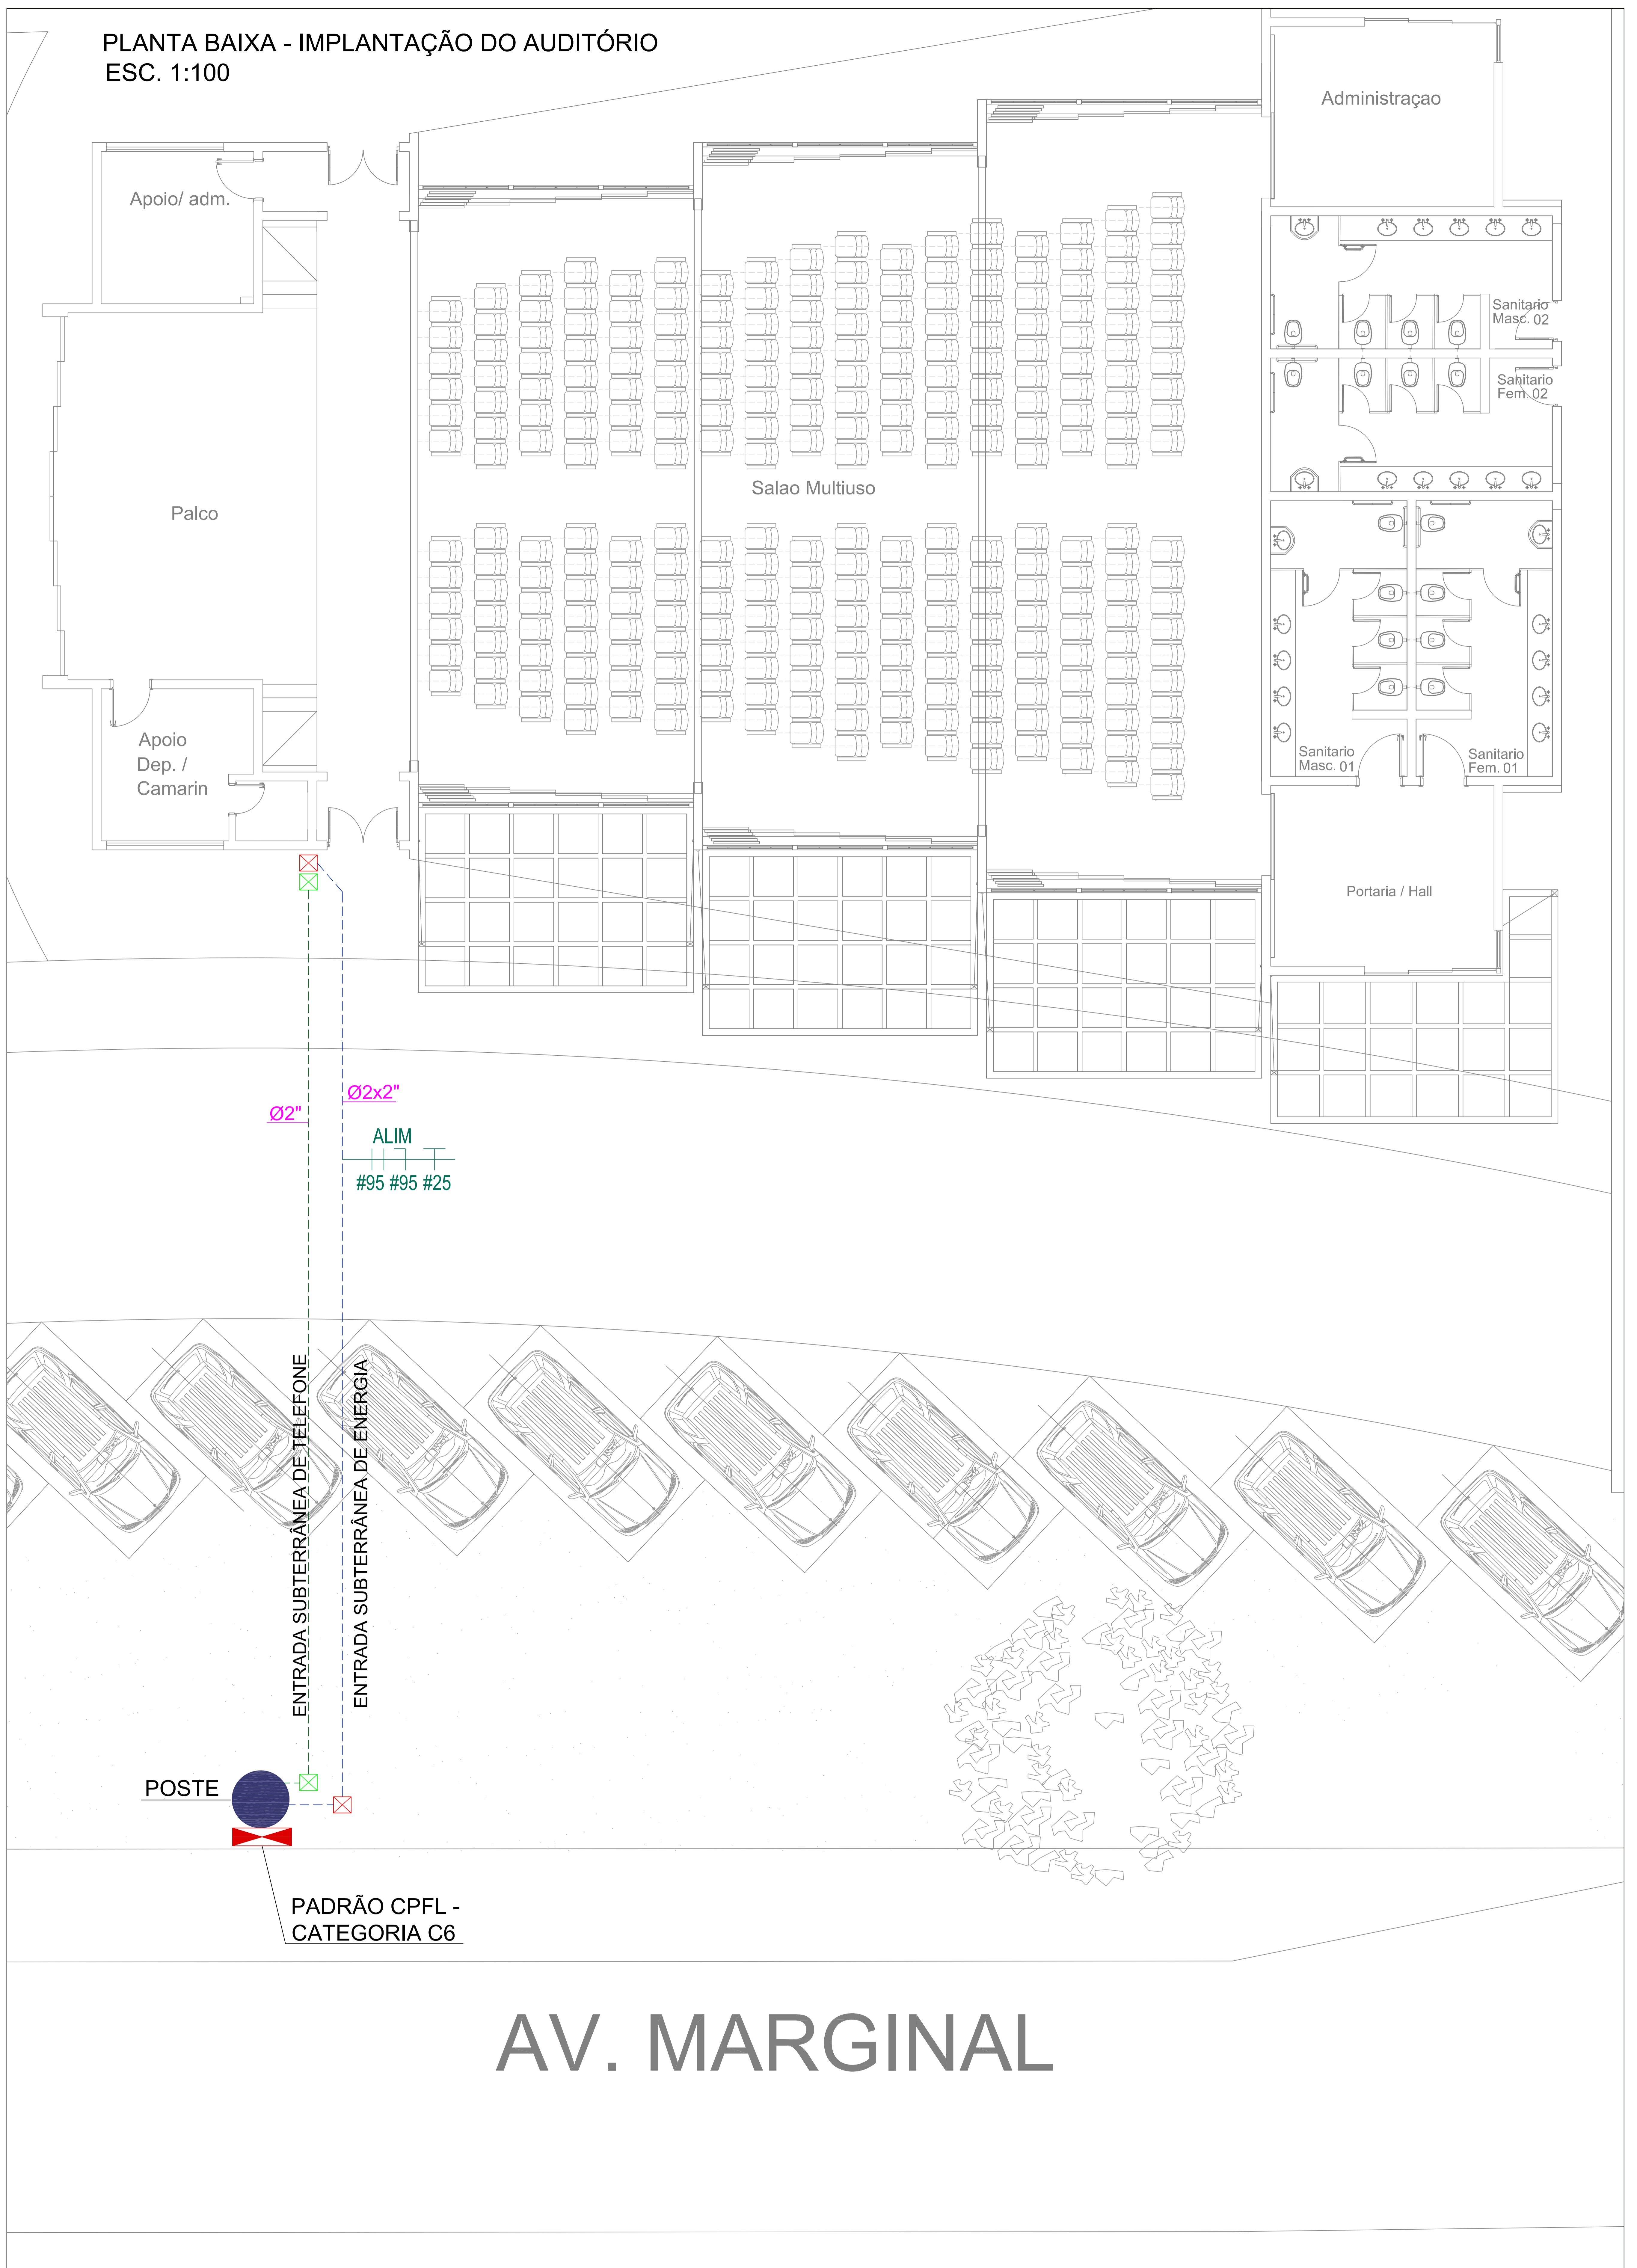 PLANTA BAIXA - IMPLANTAÇÃO DO AUDITÓRIO
ESC. 1:100
Administraçao
Apoio/ adm.
Sanitario
Masc. 02
Sanitario
Fem. 02
Salao Multiuso
Palco
Apoio
Dep. /
Camarin
Sanitario
Masc. 01
Sanitario
Fem. 01
Portaria / Hall
Ø2"
Ø2x2"
ALIM
#95 #95 #25
ENTRADA SUBTERRÂNEA DE TELEFONE
ENTRADA SUBTERRÂNEA DE ENERGIA
POSTE
PADRÃO CPFL -
CATEGORIA C6
AV. MARGINAL